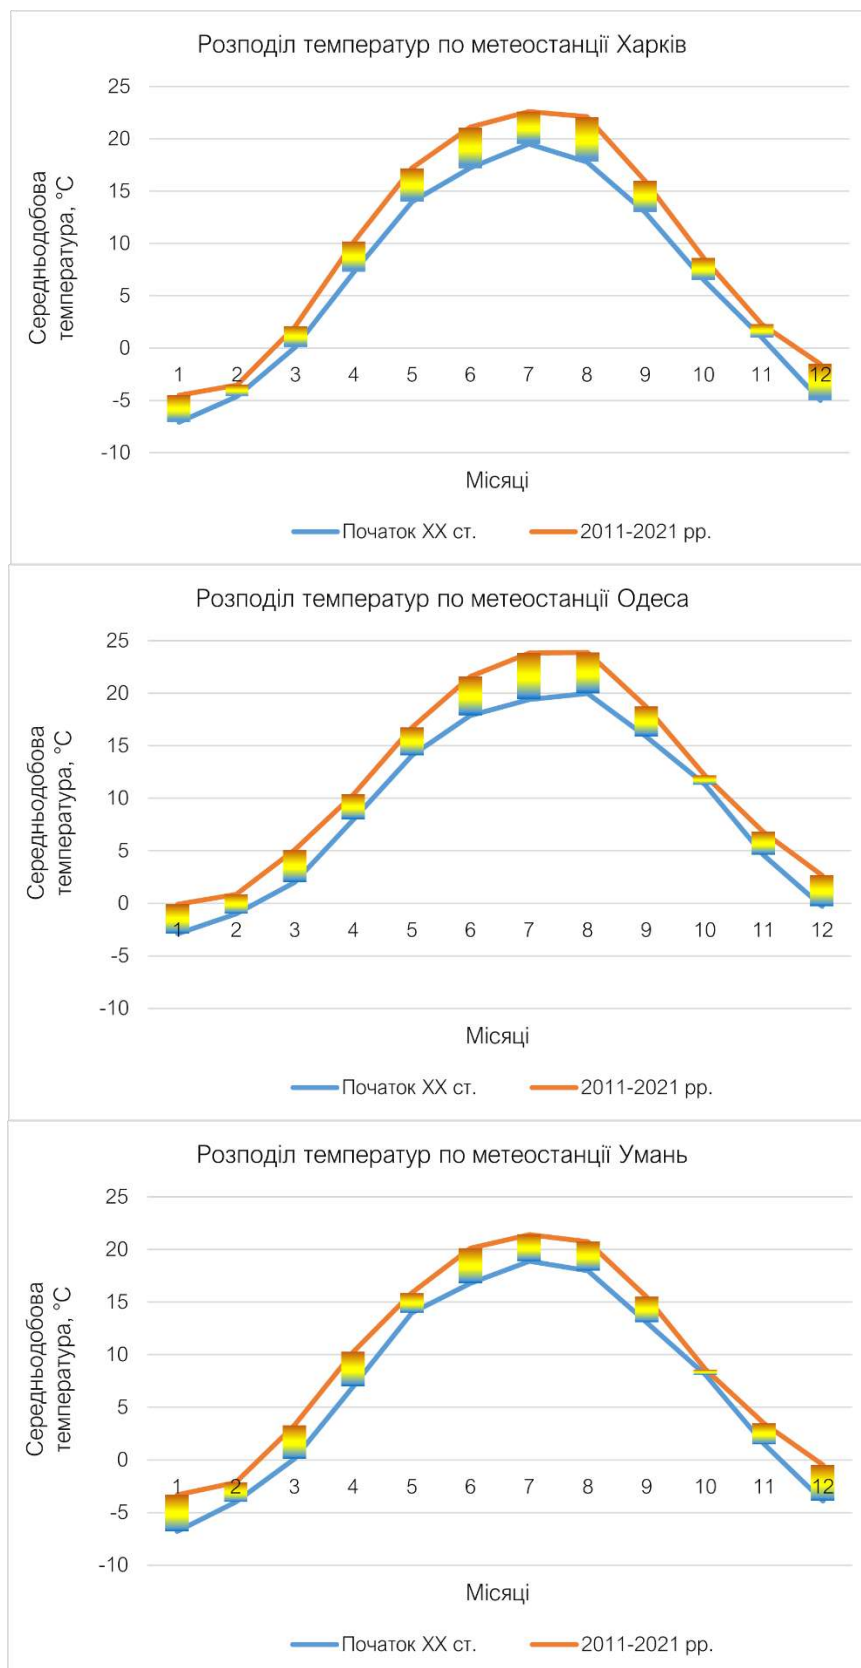 Розподіл температур по метеостанції Харків
Середньодобова
температура, °С
25
20
15
10
5
0
-5
-10
1 2 3 4 5 6 7 8 9 10 11 12
Місяці
Початок ХХ ст. 2011-2021 рр.
Розподіл температур по метеостанції Одеса
Середньодобова
температура, °С
25
20
15
10
5
0
-5
-10
1 2 3 4 5 6 7 8 9 10 11 12
Місяці
Початок ХХ ст. 2011-2021 рр.
Розподіл температур по метеостанції Умань
Середньодобова
температура, °С
25
20
15
10
5
0
-5
-10
1 2 3 4 5 6 7 8 9 10 11 12
Місяці
Початок ХХ ст. 2011-2021 рр.